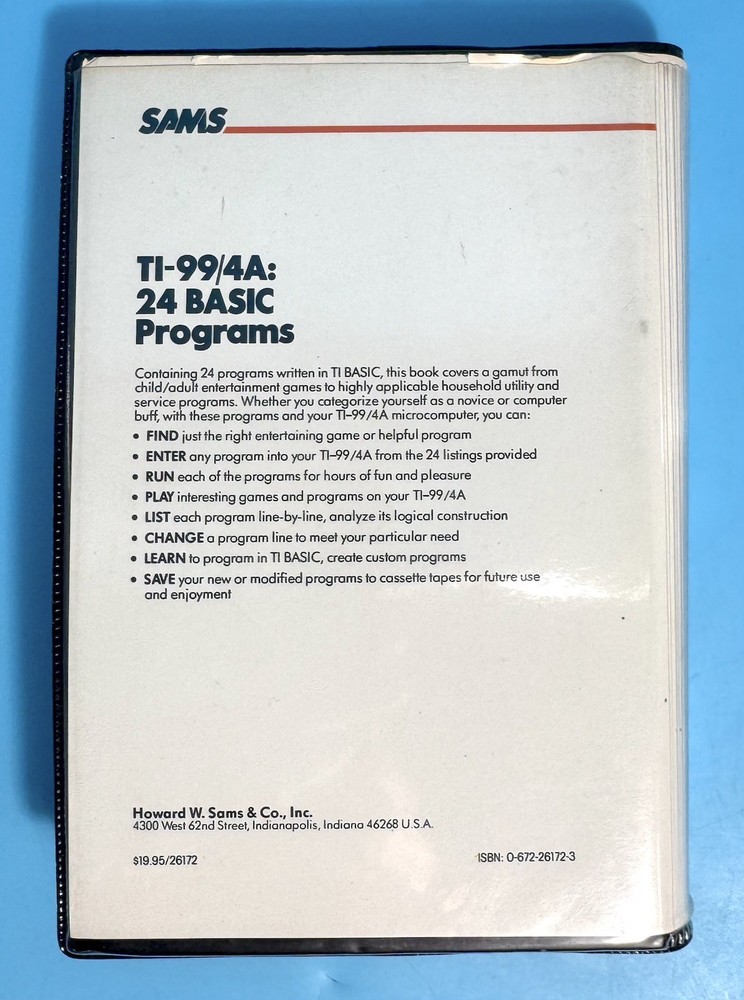 SAMS
TI-99/4A:
24 BASIC
Programs
Containing 24 programs written in TI BASIC, this book covers a gamut from
child/adult entertainment games to highly applicable household utility and
service programs. Whether you categorize yourself as a novice or computer
buff, with these programs and your TI-99/4A microcomputer, you can:
• FIND just the right entertaining game or helpful program
• ENTER any program into your TI-99/4A from the 24 listings provided
• RUN each of the programs for hours of fun and pleasure
• PLAY interesting games and programs on your TI-99/4A
• LIST each program line-by-line, analyze its logical construction
• CHANGE a program line to meet your particular need
• LEARN to program in TI BASIC, create custom programs
• SAVE your new or modified programs to cassette tapes for future use
and enjoyment
Howard W. Sams & Co., Inc.
4300 West 62nd Street, Indianapolis, Indiana 46268 U.S.A.
$19.95/26172 ISBN: 0-672-26172-3